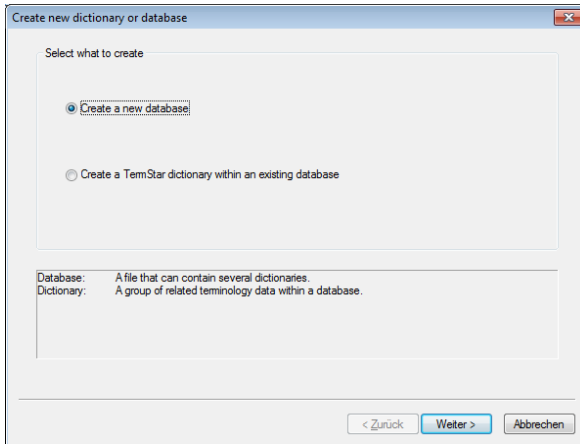 Create new dictionary or database
Select what to create
Create a new database
Create a TermStar dictionary within an existing database
Database: A file that can contain several dictionaries.
Dictionary: A group of related terminology data within a database.
< Zurück Weiter > Abbrechen